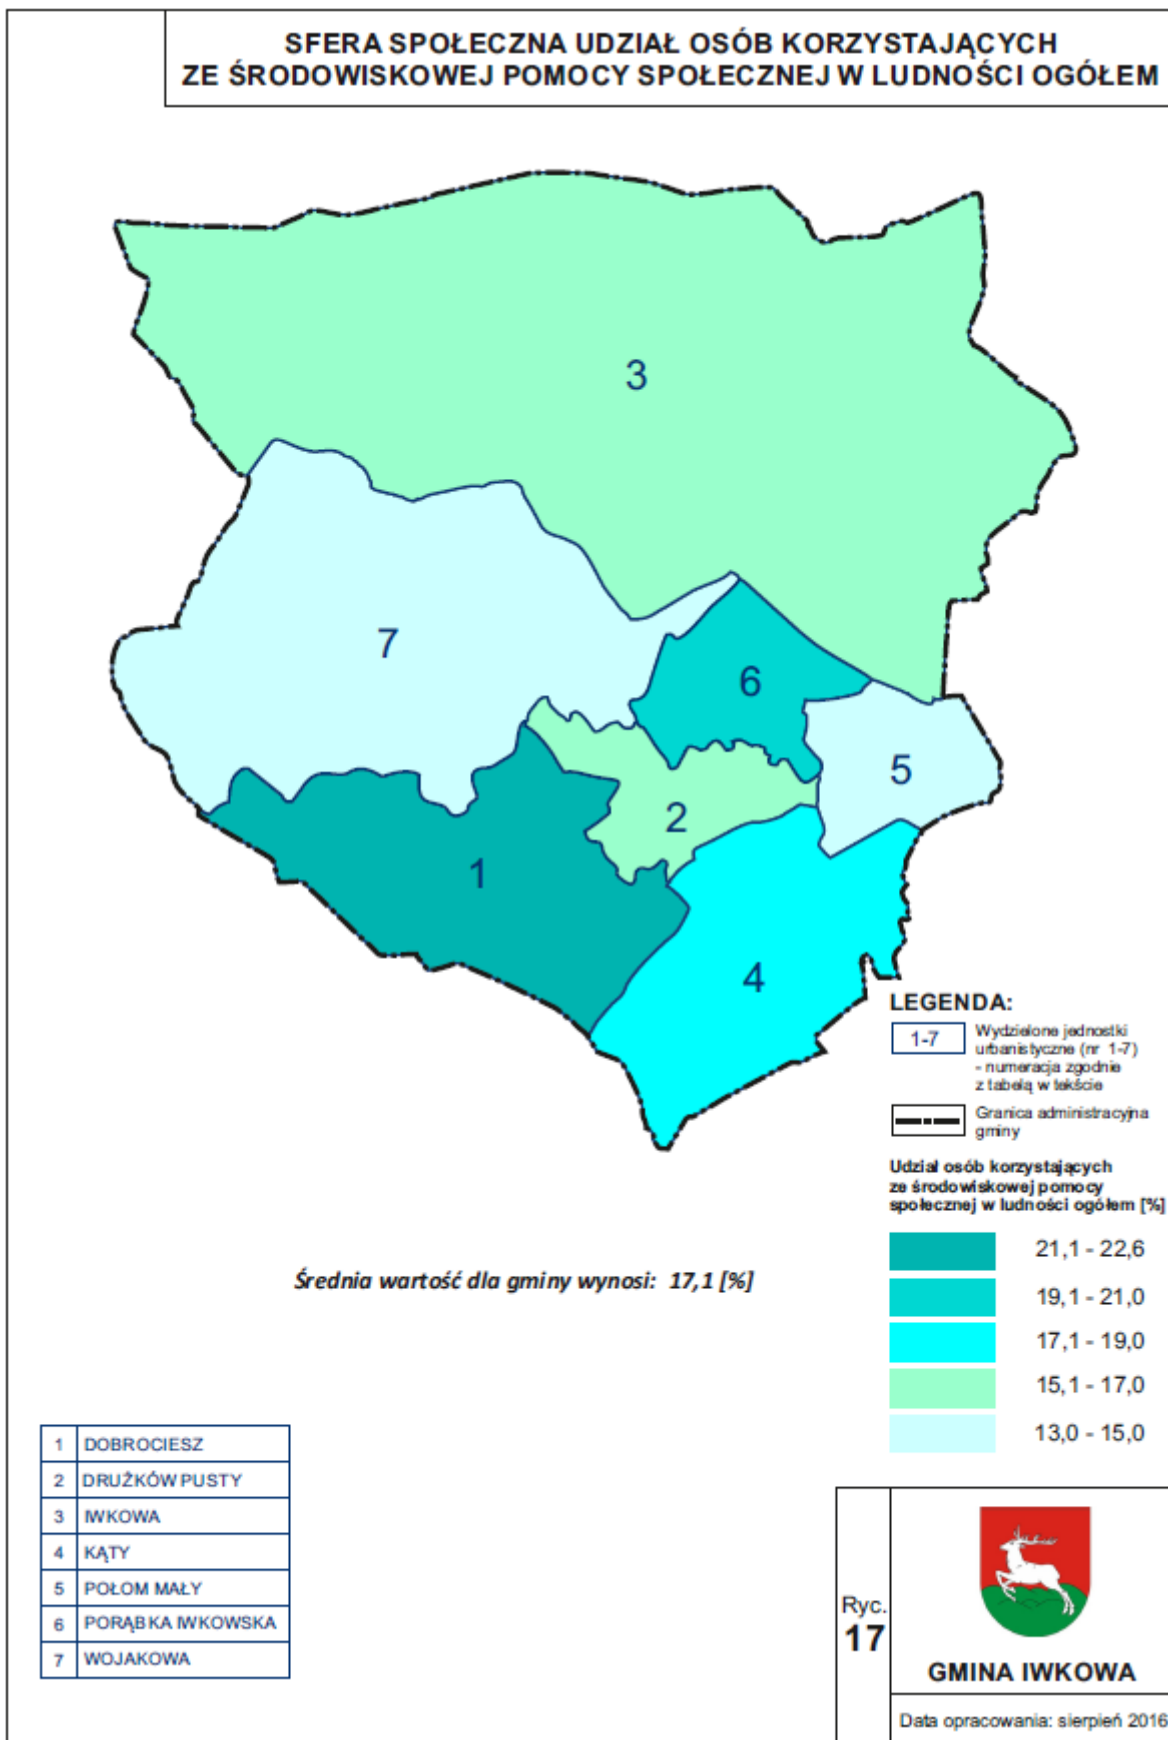 SFERA SPOŁECZNA UDZIAŁ OSÓB KORZYSTAJĄCYCH
ZE ŚRODOWISKOWEJ POMOCY SPOŁECZNEJ W LUDNOŚCI OGÓŁEM
3
7
6
5
2
1
4
LEGENDA:
1-7
Wydzielone jednostki
urbanistyczne (nr 1-7)
- numeracja zgodnie
z tabelą w tekście
Granica administracyjna
gminy
Udział osób korzystających
ze środowiskowej pomocy
społecznej w ludności ogółem [%]
21,1 - 22,6
19,1 - 21,0
17,1 - 19,0
15,1 - 17,0
13,0 - 15,0
Średnia wartość dla gminy wynosi: 17,1 [%]
1 DOBROCIESZ
2 DRUŻKÓW PUSTY
3 IWKOWA
4 KĄTY
5 POŁOM MAŁY
6 PORĄBKA IWKOWSKA
7 WOJAKOWA
Ryc.
17
GMINA IWKOWA
Data opracowania: sierpień 2016